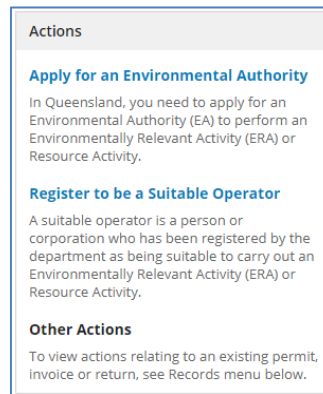 Actions
Apply for an Environmental Authority
In Queensland, you need to apply for an
Environmental Authority (EA) to perform an
Environmentally Relevant Activity (ERA) or
Resource Activity.
Register to be a Suitable Operator
A suitable operator is a person or
corporation who has been registered by the
department as being suitable to carry out an
Environmentally Relevant Activity (ERA) or
Resource Activity.
Other Actions
To view actions relating to an existing permit,
invoice or return, see Records menu below.